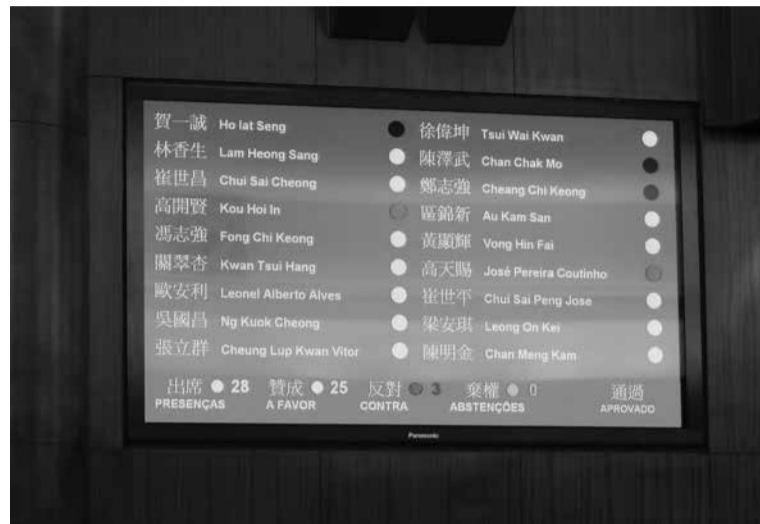 賀一誠 Ho Iat Seng
林香生 Lam Heong Sang
崔世昌 Chui Sai Cheong
高開賢 Kou Hoi In
馮志強 Fong Chi Keong
關翠杏 Kwan Tsui Hang
歐安利 Leonel Alberto Alves
吳國昌 Ng Kuok Cheong
張立群 Cheung Lup Kwan Vitor
徐偉坤 Tsui Wai Kwan
陳澤武 Chan Chak Mo
鄭志強 Cheang Chi Keong
區錦新 Au Kam San
黃顯輝 Vong Hin Fai
高天賜 José Pereira Coutinho
崔世平 Chui Sai Peng Jose
梁安琪 Leong On Kei
陳明金 Chan Meng Kam
出席 28 贊成 25 反對 3 棄權 0 通過
PRESENÇAS A FAVOR CONTRA ABSTENÇÕES APROVADO
Panasonic